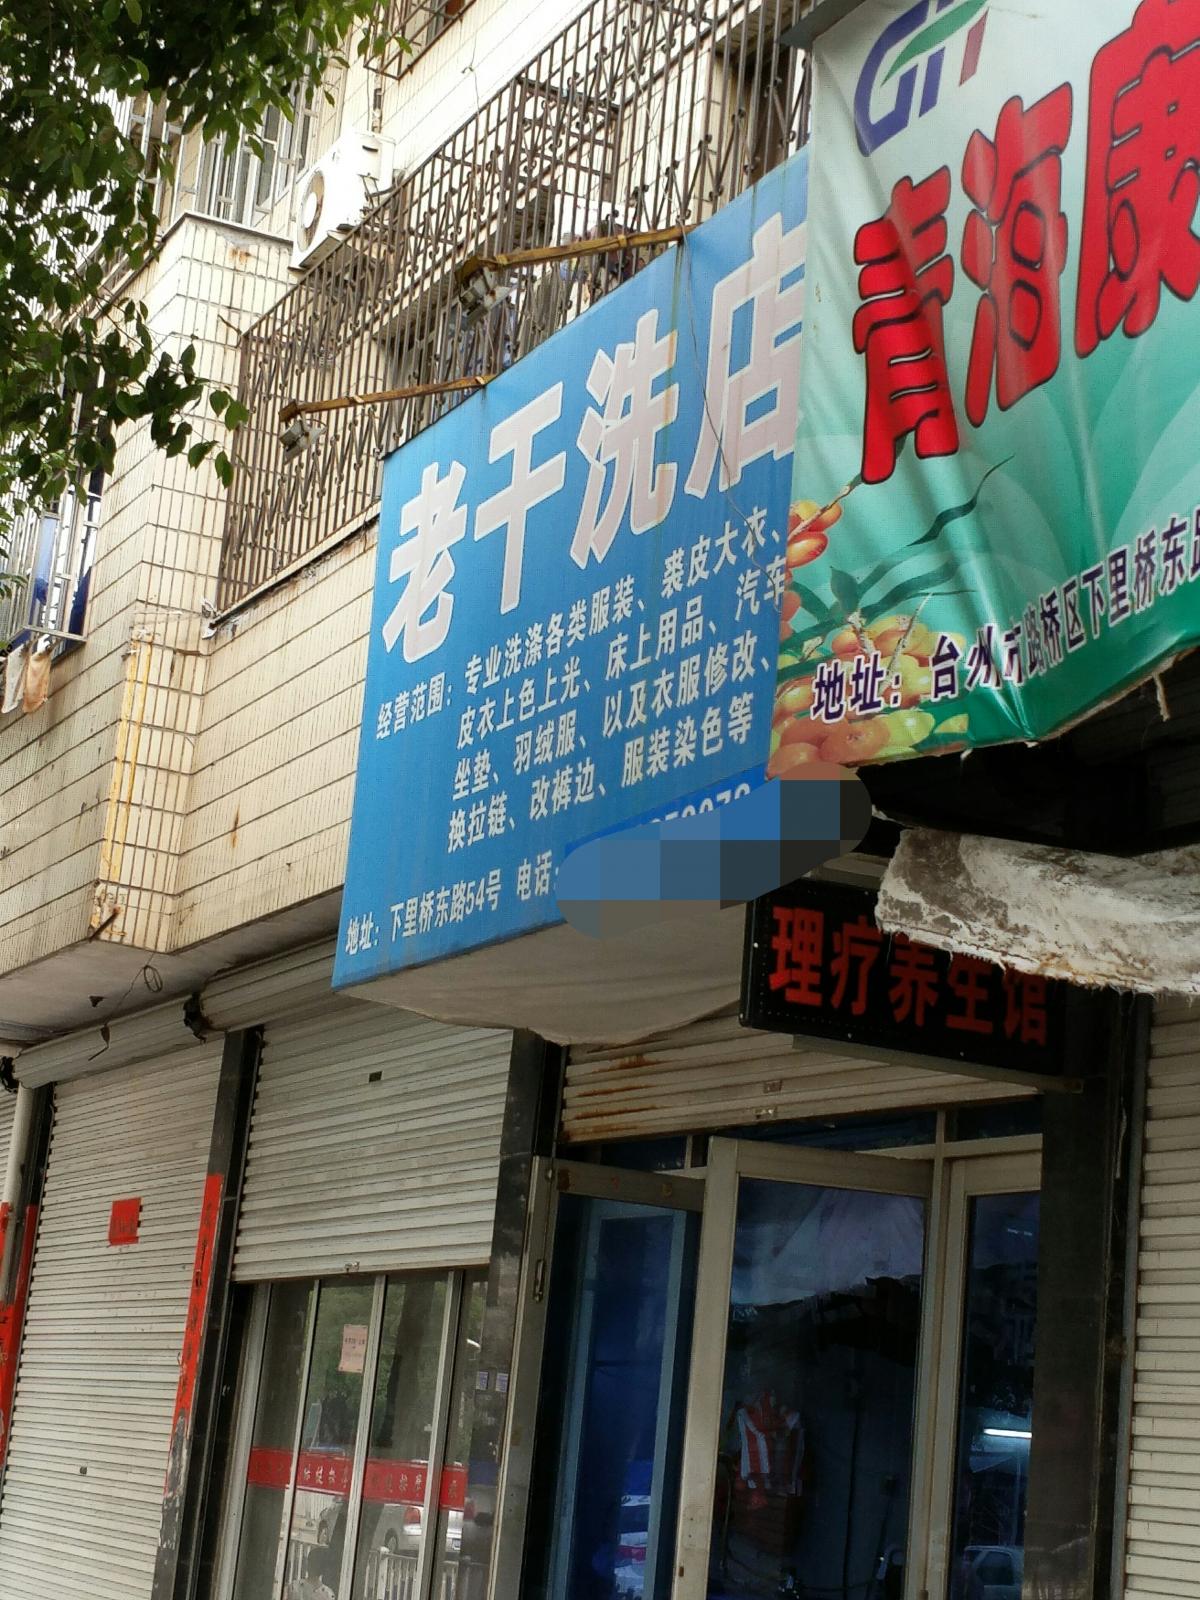 老干洗店
经营范围：专业洗涤各类服装、裘皮大衣、
皮衣上色上光、床上用品、汽车
坐垫、羽绒服、以及衣服修改、
换拉链、改裤边、服装染色等
地址：下里桥东路54号 电话：
青海康
地址：台州市路桥区下里桥东路
理疗养生馆